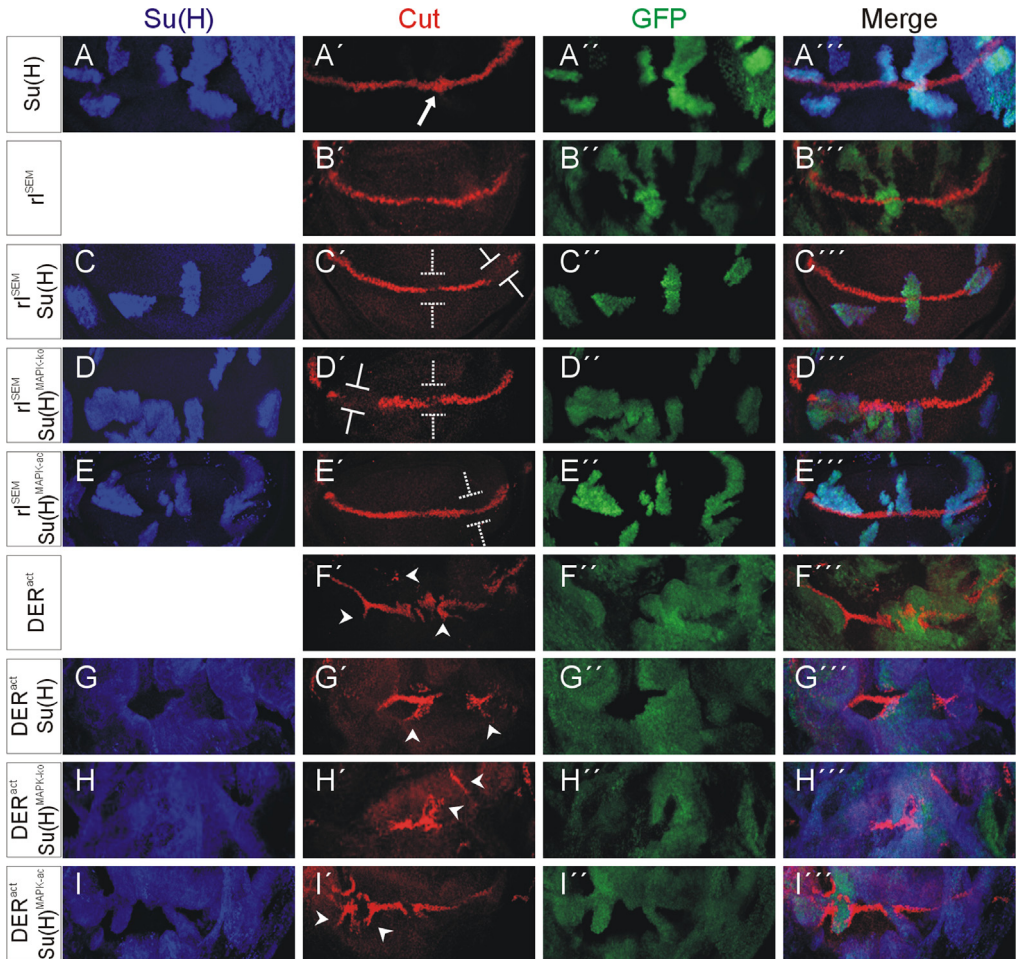 Su(H) Cut GFP Merge
Su(H)
A A´ A´´ A´´´
rl^SEM
B´ B´´ B´´´
rl^SEM
Su(H)
C C´ C´´ C´´´
rl^SEM
Su(H)^MAPK-ko
D D´ D´´ D´´´
rl^SEM
Su(H)^MAPK-ac
E E´ E´´ E´´´
DER^act
F´ F´´ F´´´
DER^act
Su(H)
G G´ G´´ G´´´
DER^act
Su(H)^MAPK-ko
H H´ H´´ H´´´
DER^act
Su(H)^MAPK-ac
I I´ I´´ I´´´